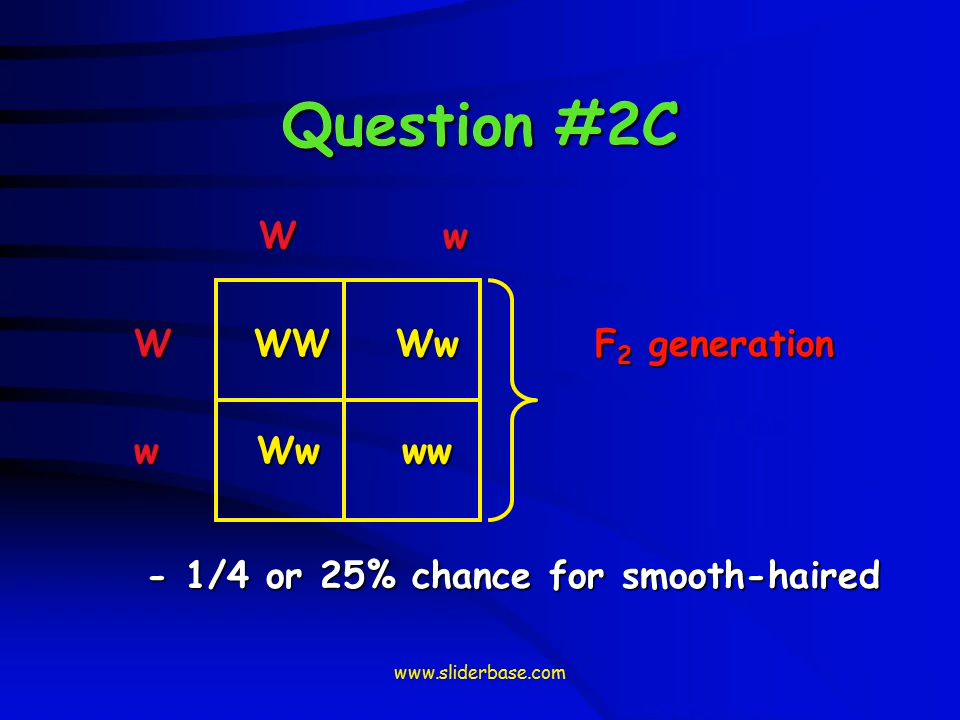 Question #2C
W w
W WW Ww F2 generation
w Ww ww
- 1/4 or 25% chance for smooth-haired
www.sliderbase.com